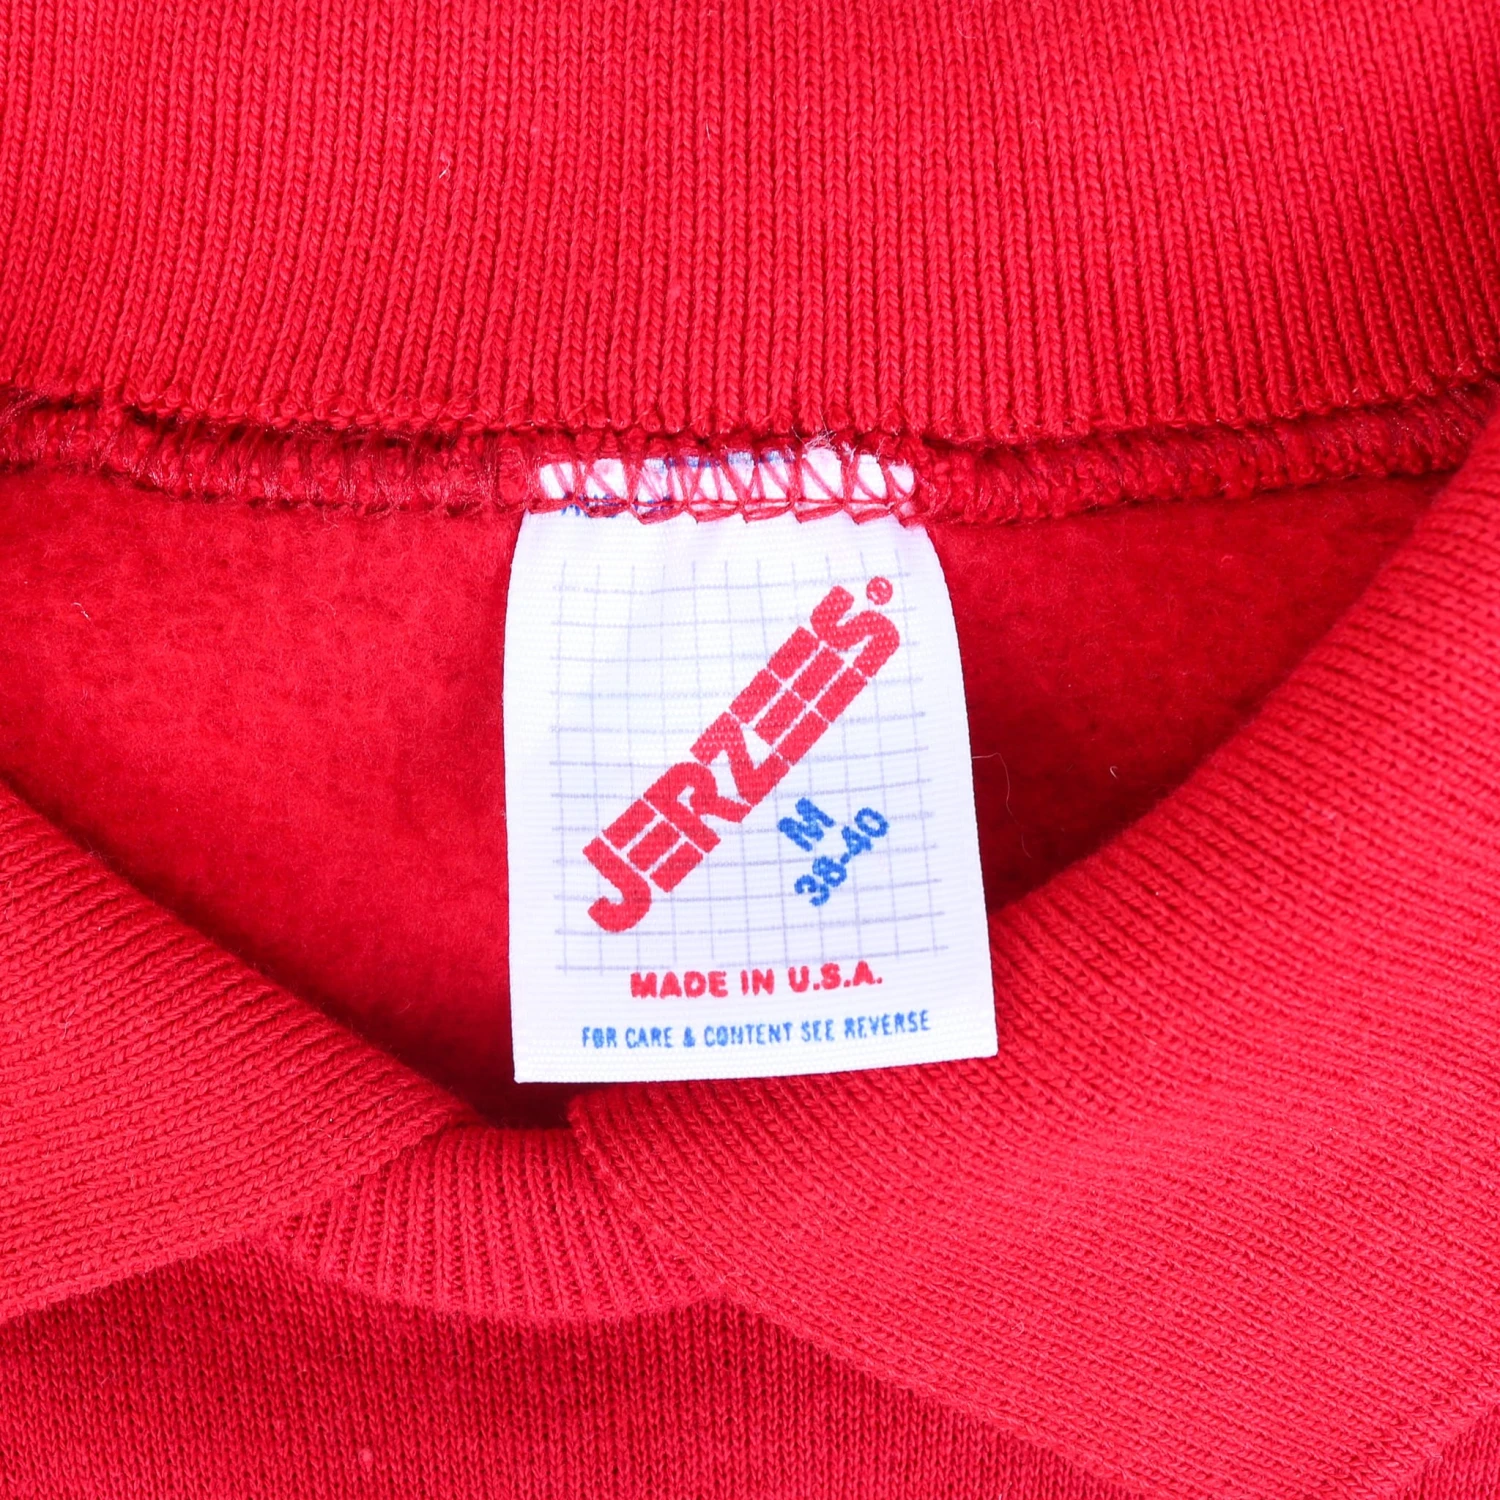 JERZEES®
M
38-40
MADE IN U.S.A.
FOR CARE & CONTENT SEE REVERSE